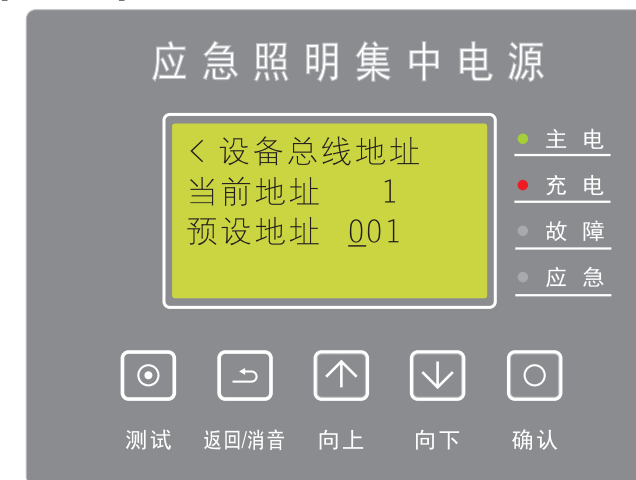 应急照明集中电源
<设备总线地址
当前地址 1
预设地址 001
主电
充电
故障
应急
测试 返回/消音 向上 向下 确认